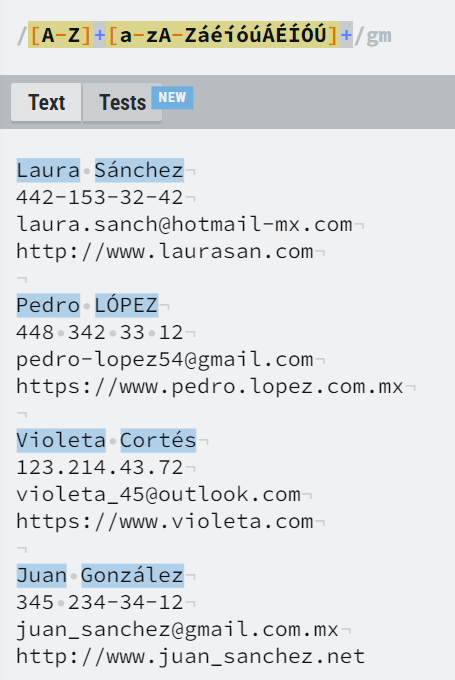 /[A-Z]+[a-zA-ZáéíóúÁÉÍÓÚ]+/gm
Text Tests NEW
Laura•Sánchez¬
442-153-32-42¬
laura.sanch@hotmail-mx.com¬
http://www.laurasan.com¬
¬
Pedro•LÓPEZ¬
448•342•33•12¬
pedro-lopez54@gmail.com¬
https://www.pedro.lopez.com.mx¬
¬
Violeta•Cortés¬
123.214.43.72¬
violeta_45@outlook.com¬
https://www.violeta.com¬
¬
Juan•González¬
345•234-34-12¬
juan_sanchez@gmail.com.mx¬
http://www.juan_sanchez.net